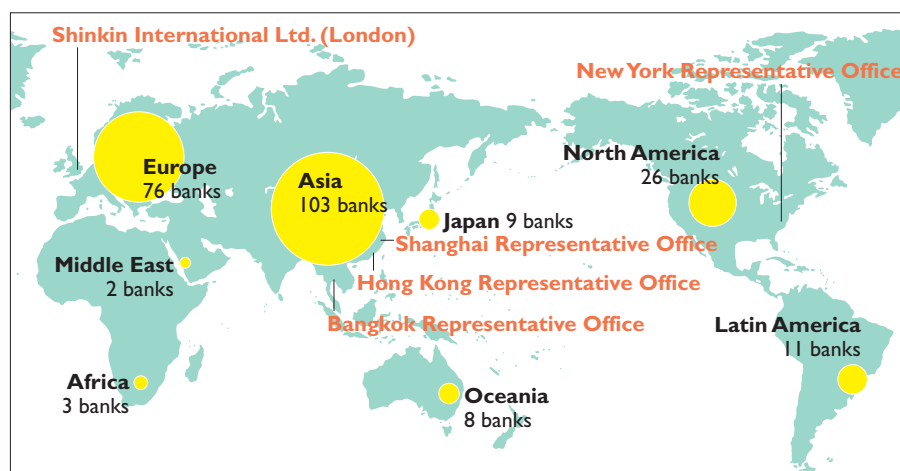 Shinkin International Ltd. (London)
New York Representative Office
Europe
76 banks
Asia
103 banks
North America
26 banks
Japan 9 banks
Shanghai Representative Office
Middle East
2 banks
Hong Kong Representative Office
Bangkok Representative Office
Latin America
11 banks
Africa
3 banks
Oceania
8 banks